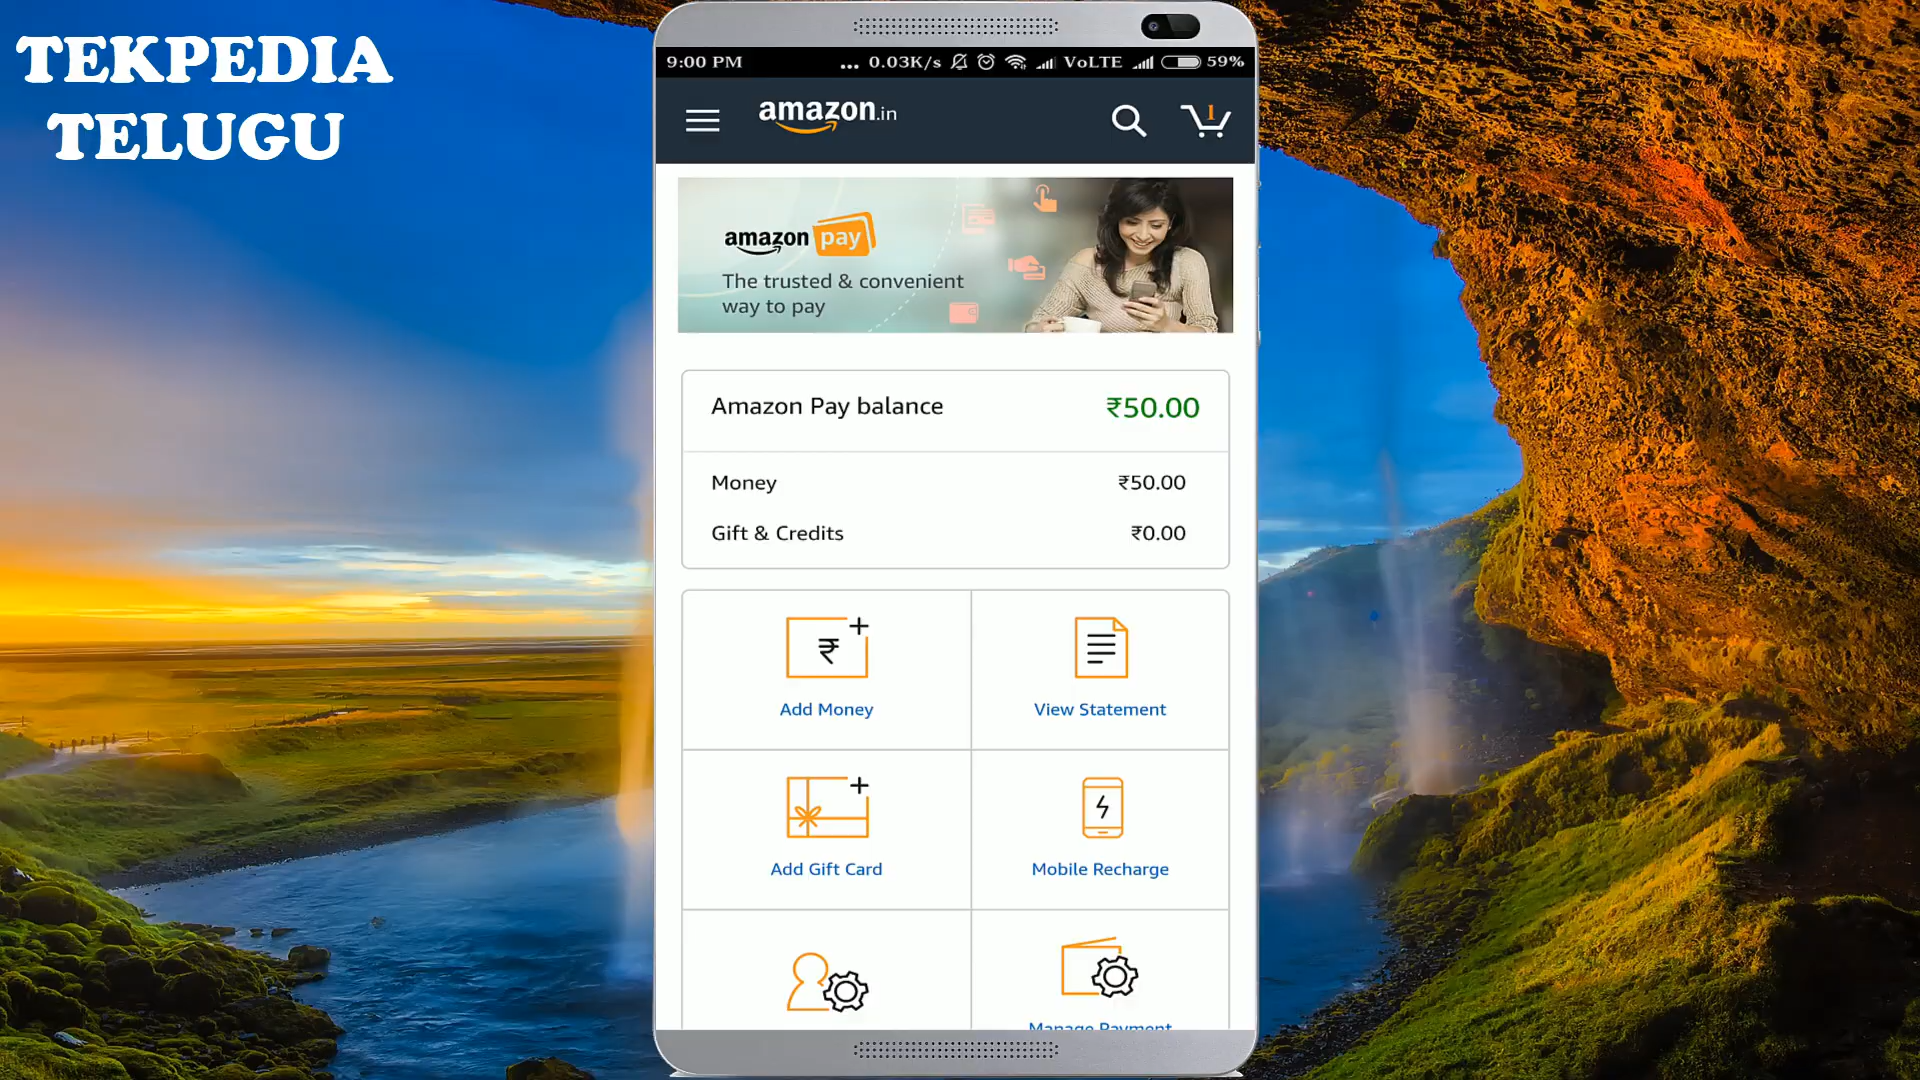 TEKPEDIA
TELUGU
9:00 PM ... 0.03K/s VoLTE 59%
amazon.in
1
amazon pay
The trusted & convenient
way to pay
Amazon Pay balance ₹50.00
Money ₹50.00
Gift & Credits ₹0.00
₹
Add Money View Statement
Add Gift Card Mobile Recharge
Manage Payment